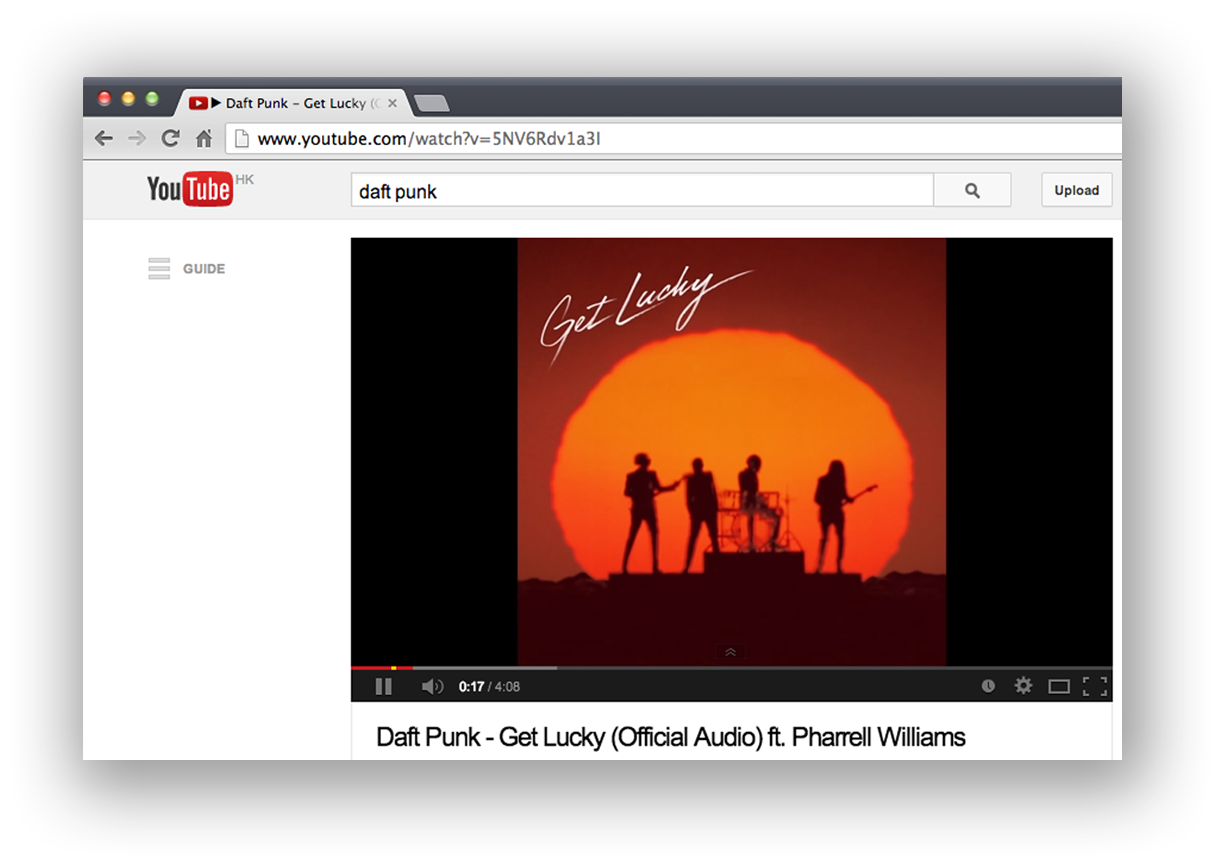 Daft Punk - Get Lucky (O
www.youtube.com/watch?v=5NV6Rdv1a3I
YouTube HK
daft punk
Upload
GUIDE
Get Lucky
0:17 / 4:08
Daft Punk - Get Lucky (Official Audio) ft. Pharrell Williams